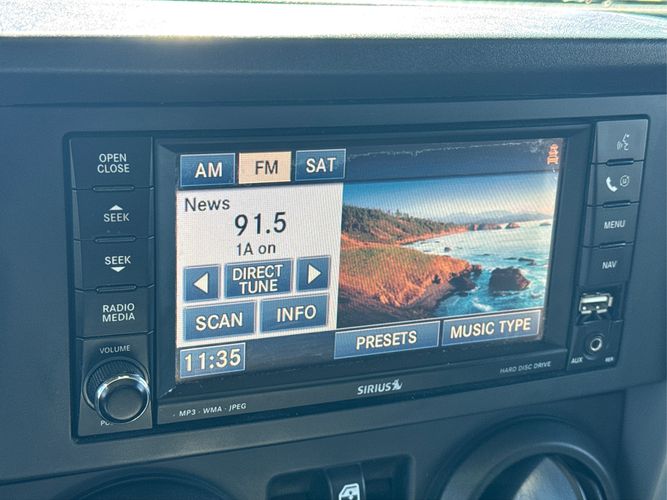 OPEN
CLOSE
SEEK
SEEK
RADIO
MEDIA
VOLUME
AM
FM
SAT
News
91.5
1A on
DIRECT
TUNE
SCAN
INFO
11:35
PRESETS
MUSIC TYPE
MENU
NAV
AUX
MP3 · WMA · JPEG
SIRIUS
HARD DISC DRIVE